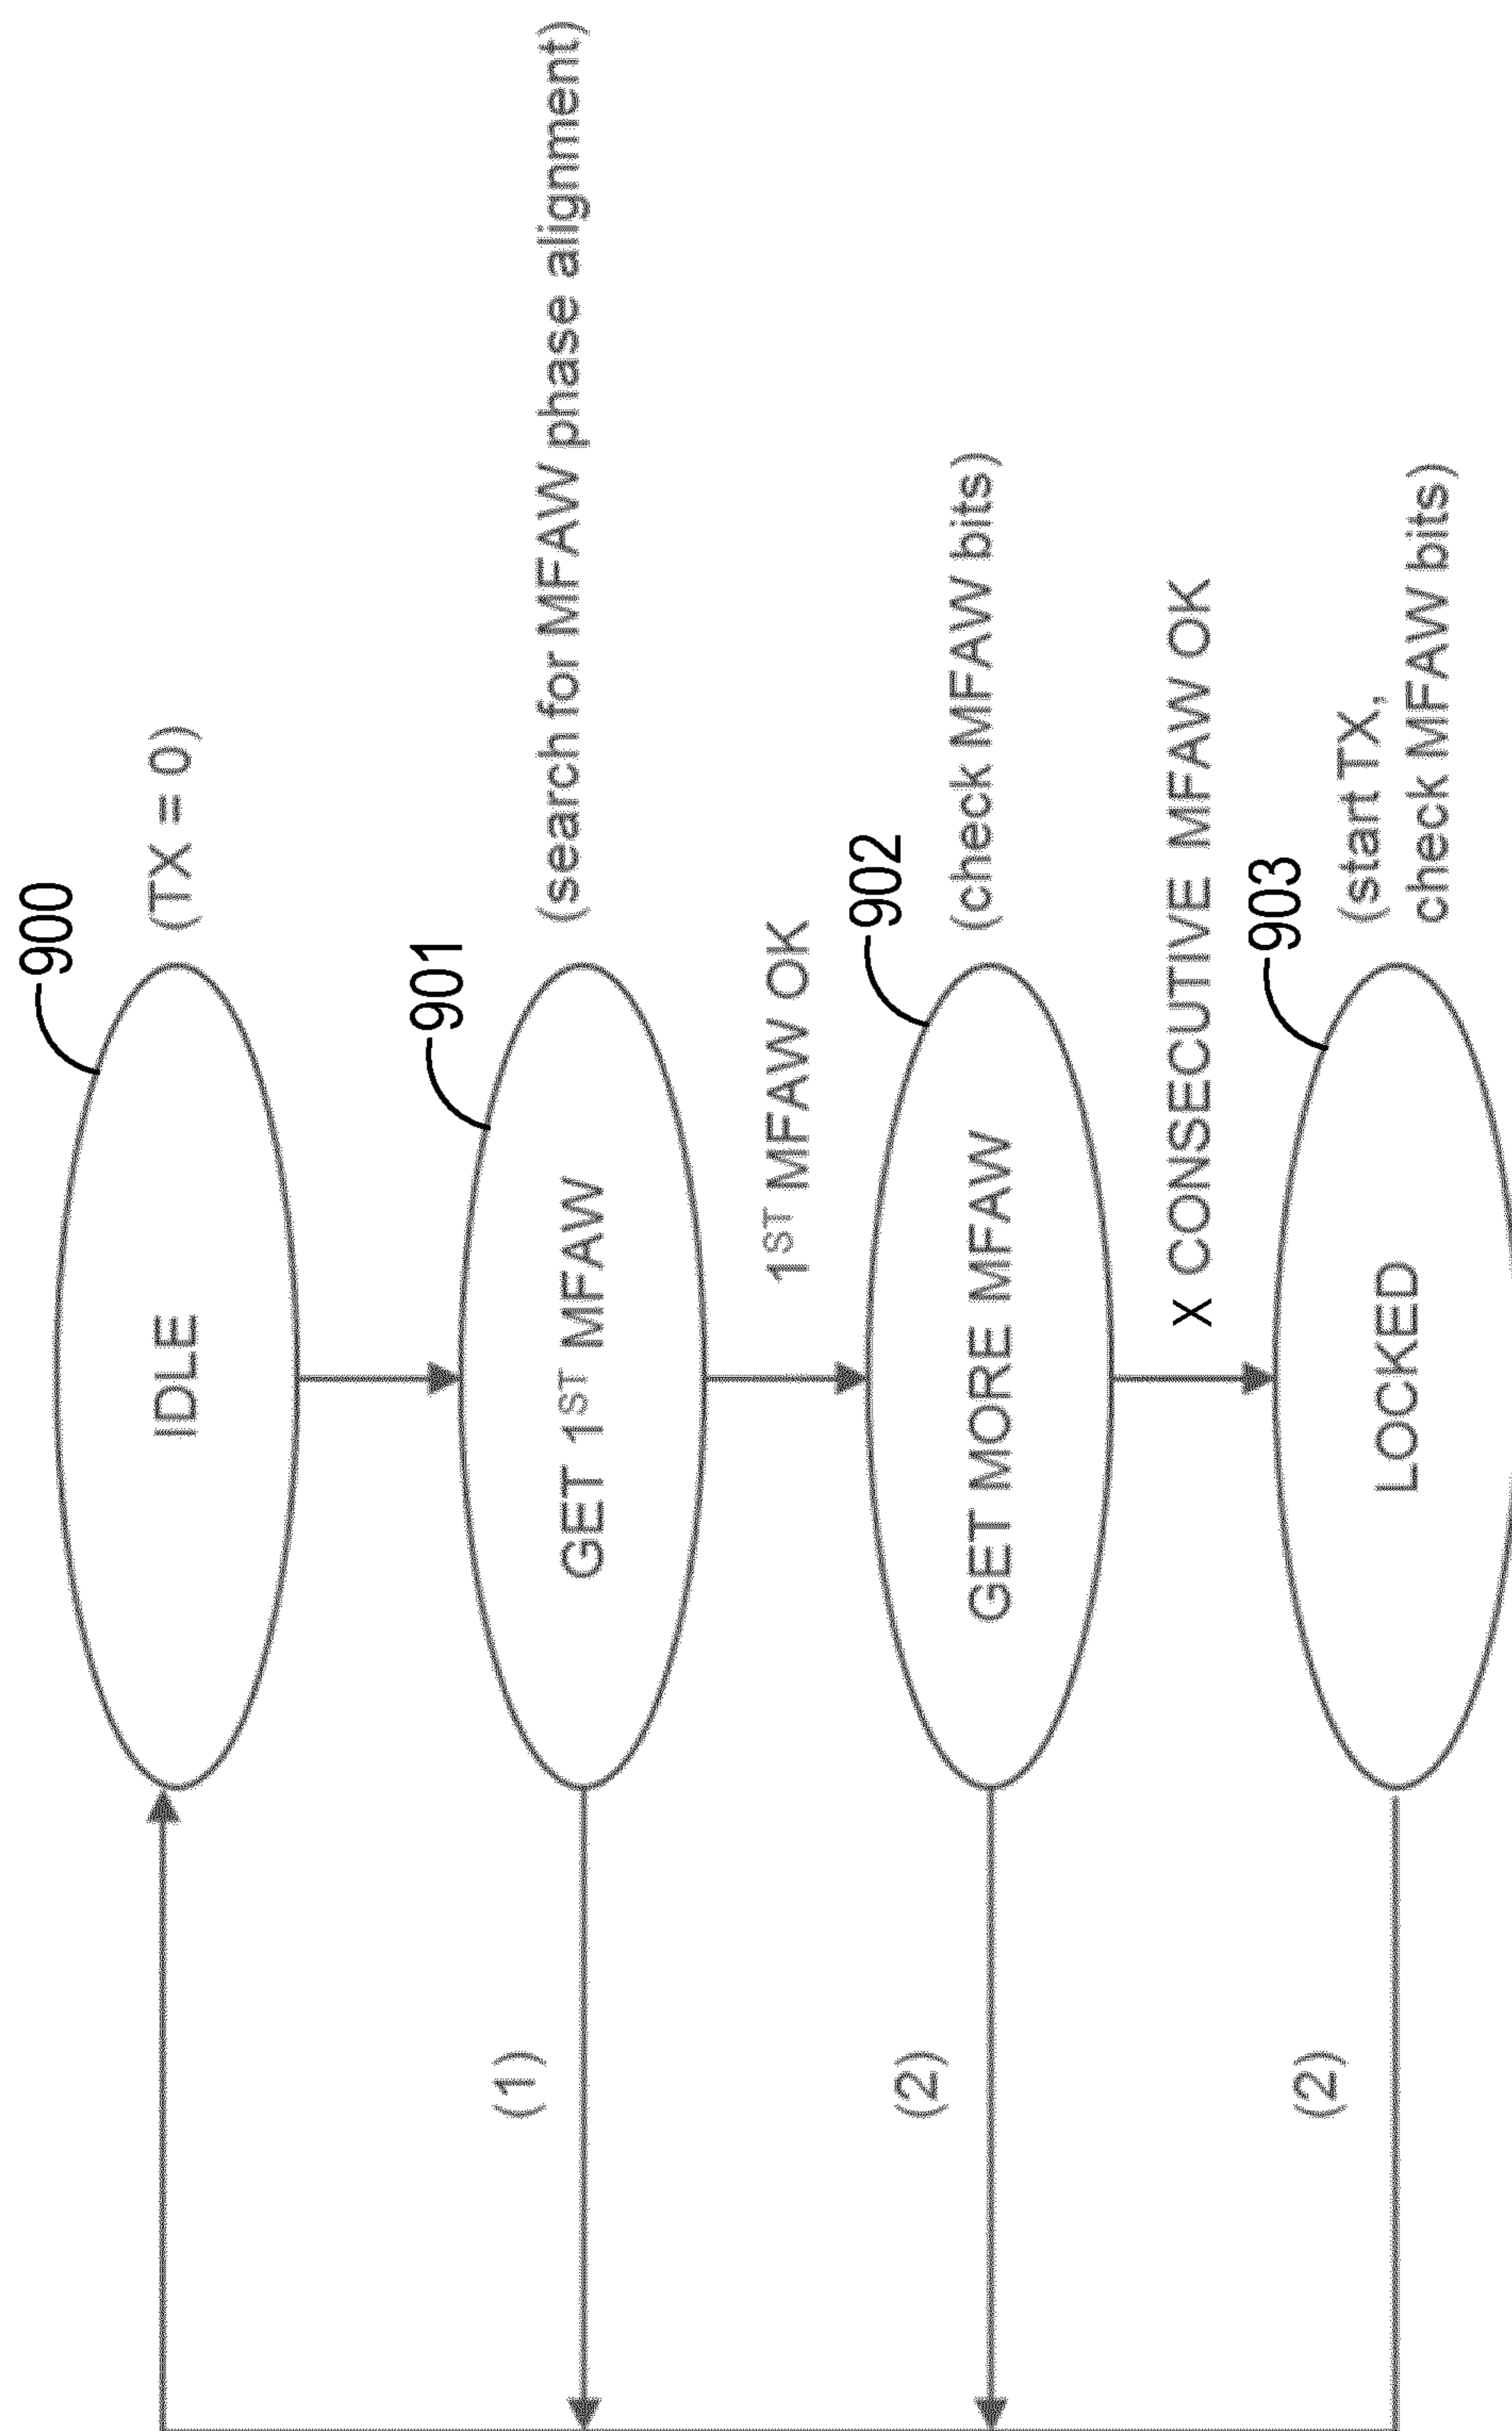 900
IDLE
(TX = 0)
901
GET 1ST MFAW
(search for MFAW phase alignment)
(1)
1ST MFAW OK
902
GET MORE MFAW
(check MFAW bits)
(2)
X CONSECUTIVE MFAW OK
903
LOCKED
(start TX,
check MFAW bits)
(2)